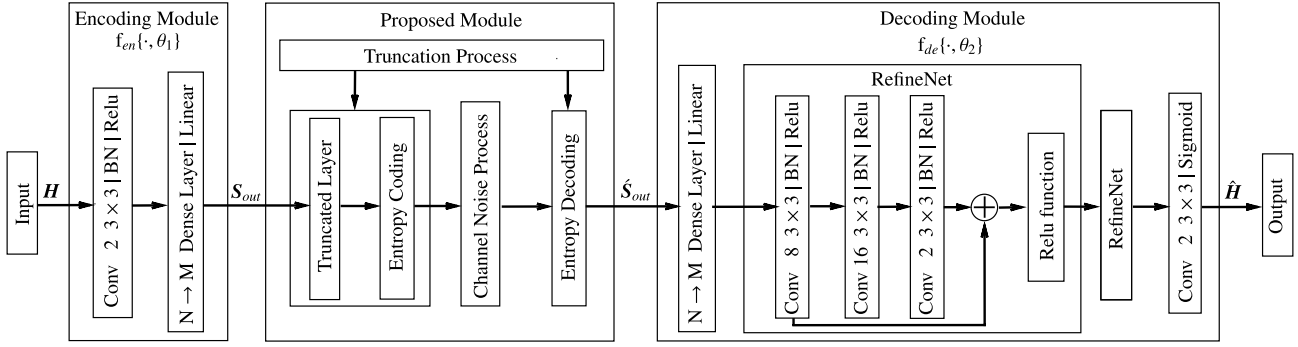 Encoding Module
f_en{·, θ_1}
Proposed Module
Decoding Module
f_de{·, θ_2}
Truncation Process
RefineNet
Input
H
Conv 2 3 × 3 | BN | Relu
N → M Dense Layer | Linear
S_out
Truncated Layer
Entropy Coding
Channel Noise Process
Entropy Decoding
Ś_out
N → M Dense Layer | Linear
Conv 8 3 × 3 | BN | Relu
Conv 16 3 × 3 | BN | Relu
Conv 2 3 × 3 | BN | Relu
+
Relu function
RefineNet
Conv 2 3 × 3 | Sigmoid
Ĥ
Output